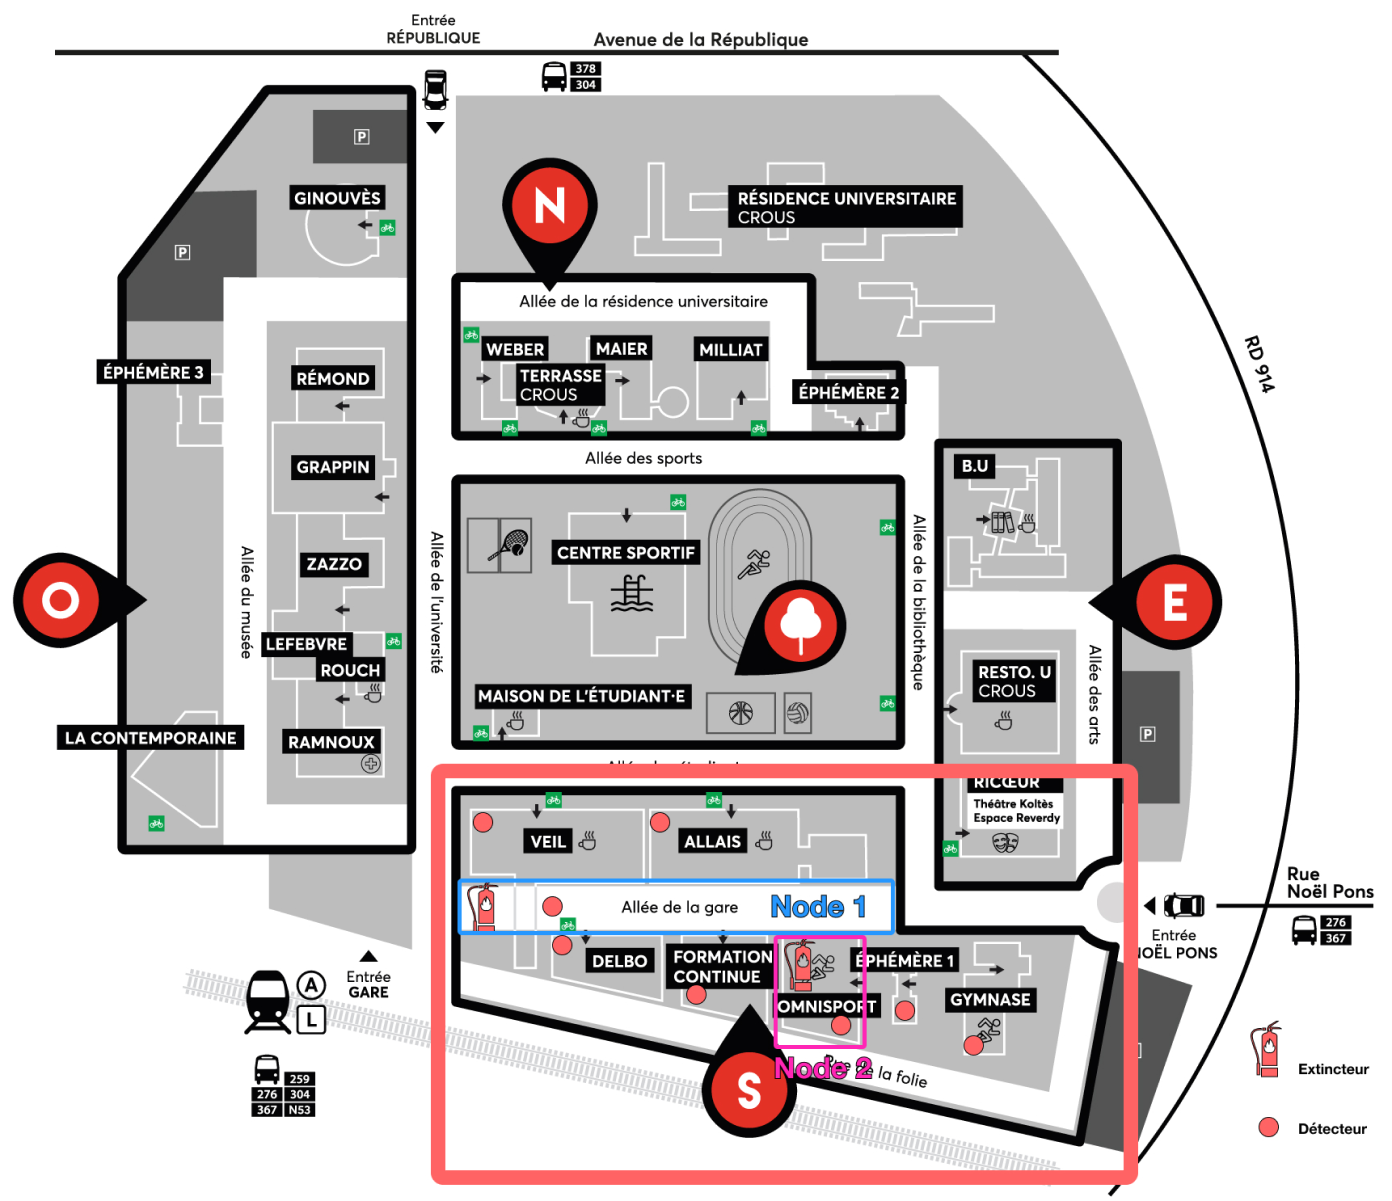 Entrée
RÉPUBLIQUE
Avenue de la République
378
304
P
GINOUVÈS
P
N
RÉSIDENCE UNIVERSITAIRE
CROUS
Allée de la résidence universitaire
WEBER
MAIER
MILLIAT
TERRASSE
CROUS
ÉPHÉMÈRE 2
ÉPHÉMÈRE 3
RÉMOND
RD 914
Allée des sports
GRAPPIN
B.U
CENTRE SPORTIF
ZAZZO
Allée du musée
Allée de l'université
Allée de la bibliothèque
O
E
LEFEBVRE
ROUCH
RESTO. U
CROUS
Allée des arts
MAISON DE L'ÉTUDIANT·E
LA CONTEMPORAINE
RAMNOUX
P
RICŒUR
Théâtre Koltès
Espace Reverdy
VEIL
ALLAIS
Rue
Noël Pons
Allée de la gare
Node 1
276
367
Entrée
NOËL PONS
DELBO
FORMATION
CONTINUE
ÉPHÉMÈRE 1
Entrée
GARE
A
L
OMNISPORT
GYMNASE
Node 2
de la folie
S
259
276
304
367
N53
Extincteur
Détecteur